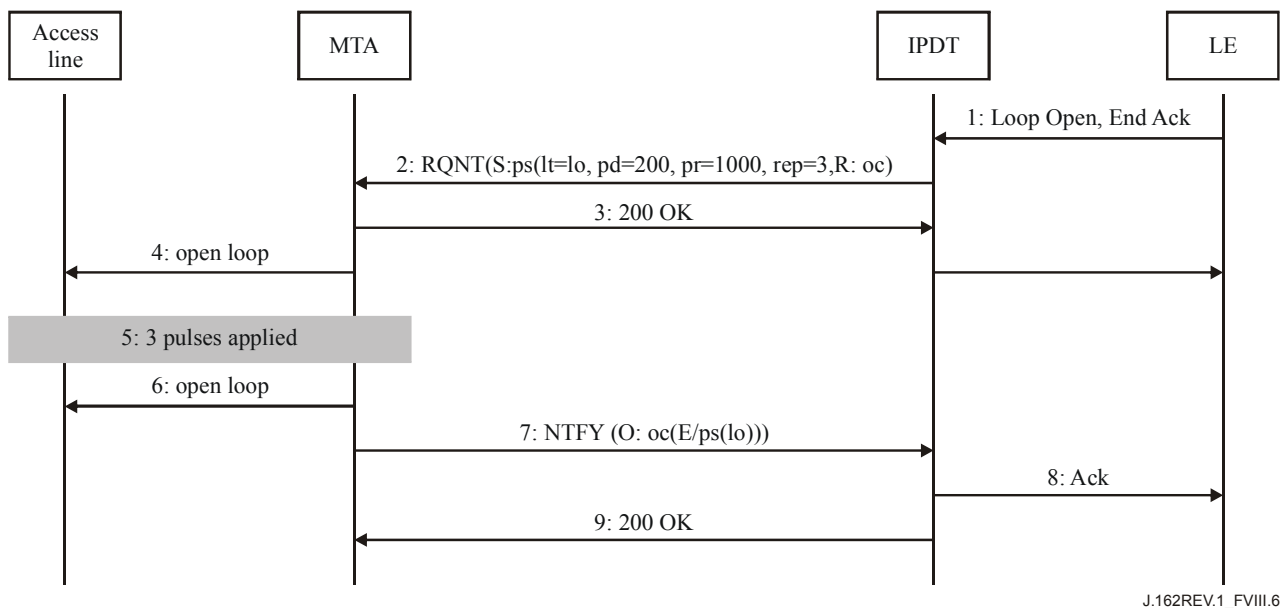 Access
line
MTA
IPDT
LE
1: Loop Open, End Ack
2: RQNT(S:ps(lt=lo, pd=200, pr=1000, rep=3,R: oc)
3: 200 OK
4: open loop
5: 3 pulses applied
6: open loop
7: NTFY (O: oc(E/ps(lo)))
8: Ack
9: 200 OK
J.162REV.1_FVIII.6